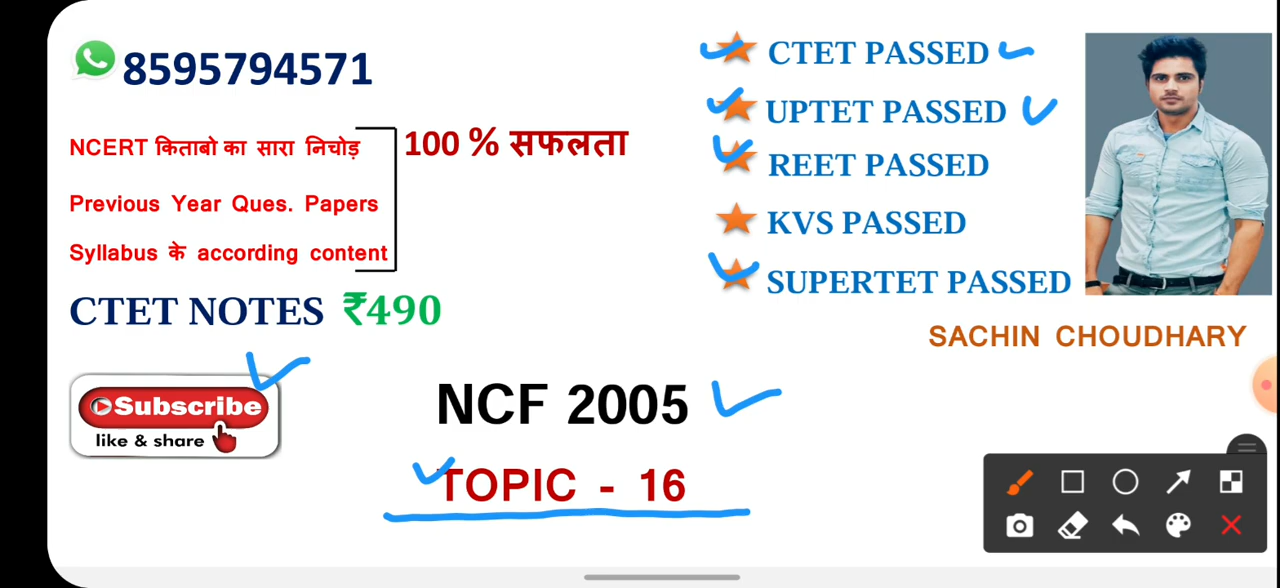 8595794571
NCERT किताबो का सारा निचोड़
Previous Year Ques. Papers
Syllabus के according content
100 % सफलता
CTET NOTES ₹490
Subscribe
like & share
CTET PASSED
UPTET PASSED
REET PASSED
KVS PASSED
SUPERTET PASSED
SACHIN CHOUDHARY
NCF 2005
TOPIC - 16